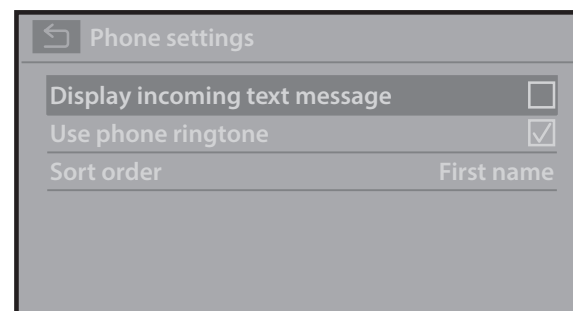 Phone settings
Display incoming text message
Use phone ringtone
Sort order First name